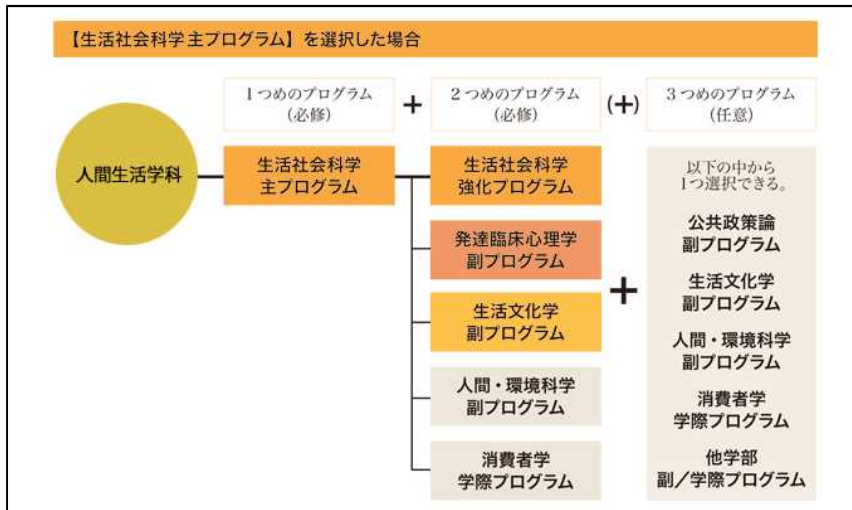 【生活社会科学主プログラム】を選択した場合
1つめのプログラム
(必修)
+
2つめのプログラム
(必修)
(+)
3つめのプログラム
(任意)
人間生活学科
生活社会科学
主プログラム
生活社会科学
強化プログラム
発達臨床心理学
副プログラム
生活文化学
副プログラム
人間・環境科学
副プログラム
消費者学
学際プログラム
+
以下の中から
1つ選択できる。
公共政策論
副プログラム
生活文化学
副プログラム
人間・環境科学
副プログラム
消費者学
学際プログラム
他学部
副/学際プログラム